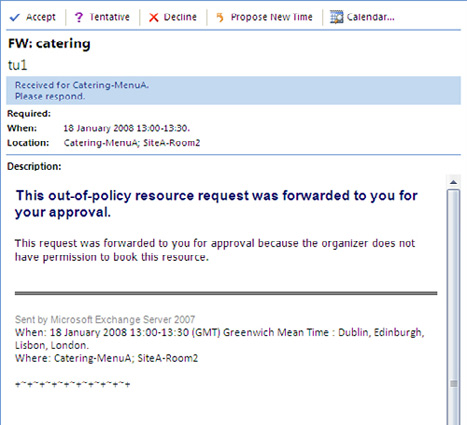 Accept Tentative Decline Propose New Time Calendar...
FW: catering
tu1
Received for Catering-MenuA.
Please respond.
Required:
When: 18 January 2008 13:00-13:30.
Location: Catering-MenuA; SiteA-Room2
Description:
This out-of-policy resource request was forwarded to you for
your approval.
This request was forwarded to you for approval because the organizer does not
have permission to book this resource.
Sent by Microsoft Exchange Server 2007
When: 18 January 2008 13:00-13:30 (GMT) Greenwich Mean Time : Dublin, Edinburgh,
Lisbon, London.
Where: Catering-MenuA; SiteA-Room2
+~+~+~+~+~+~+~+~+~+